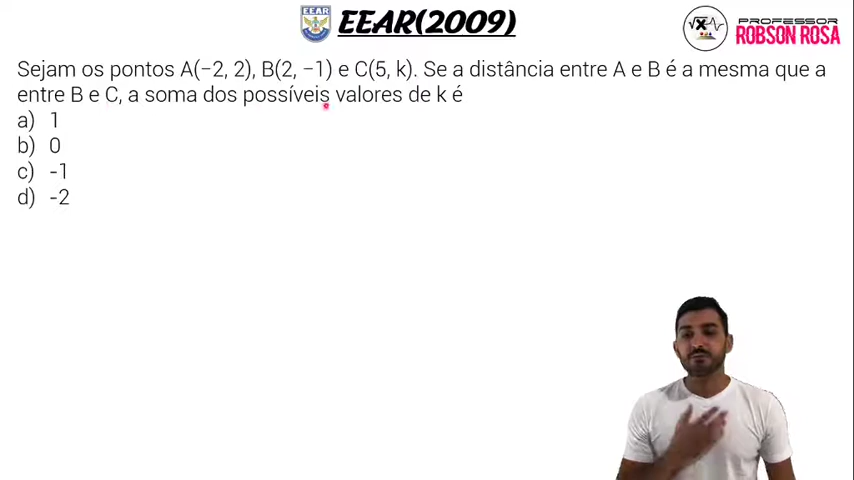 EEAR
EEAR(2009)
PROFESSOR
ROBSON ROSA
Sejam os pontos A(−2, 2), B(2, −1) e C(5, k). Se a distância entre A e B é a mesma que a
entre B e C, a soma dos possíveis valores de k é
a) 1
b) 0
c) -1
d) -2